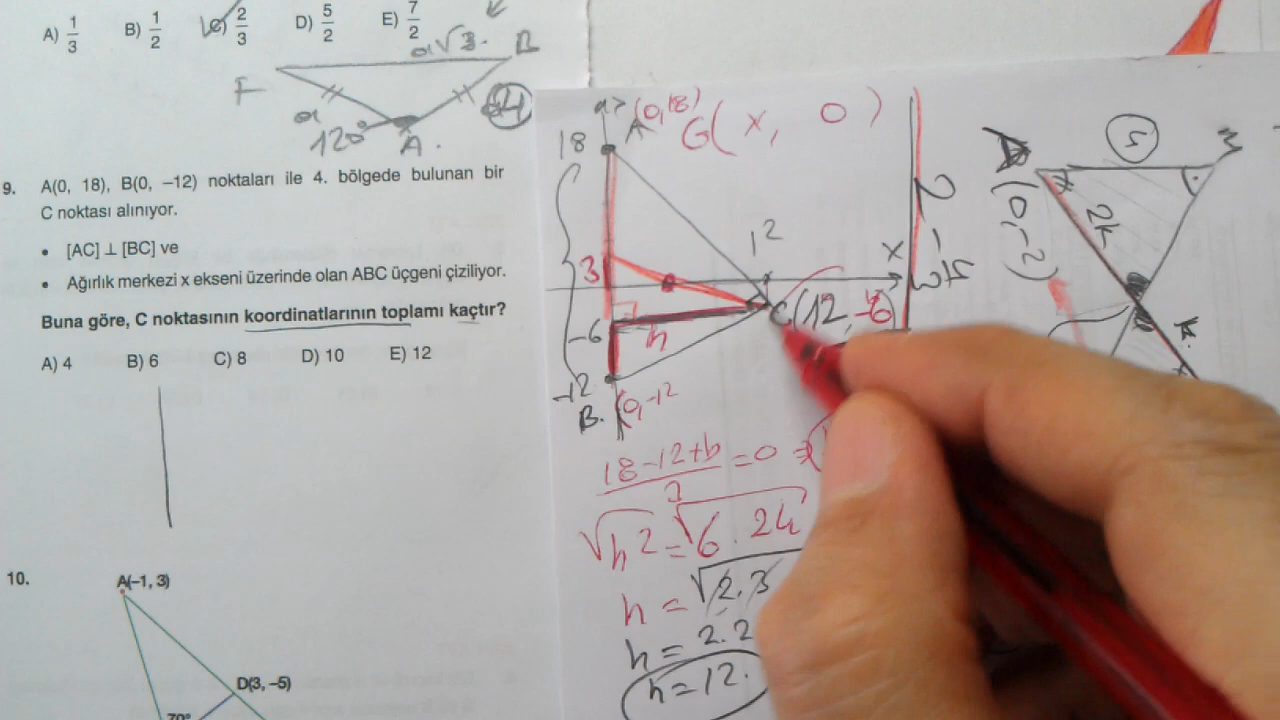 A) 1/3 B) 1/2 C) 2/3 D) 5/2 E) 7/2
a√3.
F
a
120°
A.
9. A(0, 18), B(0, −12) noktaları ile 4. bölgede bulunan bir
C noktası alınıyor.
• [AC] ⊥ [BC] ve
• Ağırlık merkezi x ekseni üzerinde olan ABC üçgeni çiziliyor.
Buna göre, C noktasının koordinatlarının toplamı kaçtır?
A) 4 B) 6 C) 8 D) 10 E) 12
10.
A(−1, 3)
D(3, −5)
70°
(0,18)
18 A G( x, 0 )
12
x
3
C(12, -6)
-6
h
-12
B. (0,-12
18-12+b/3 = 0 ⇒
√h² = √6.24
h = √2.3
h = 2.2
h = 12.
5
2k
(0,-2)
k.